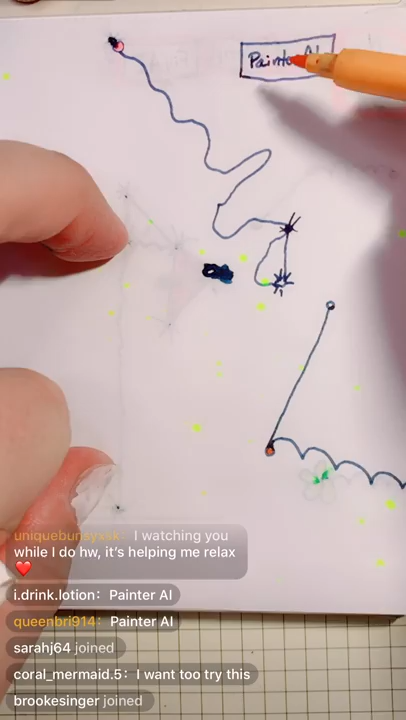 Painter AI
uniquebunsyxxk I watching you
while I do hw, it's helping me relax
❤️
i.drink.lotion: Painter AI
queenbri914: Painter AI
sarahj64 joined
coral_mermaid.5: I want too try this
brookesinger joined